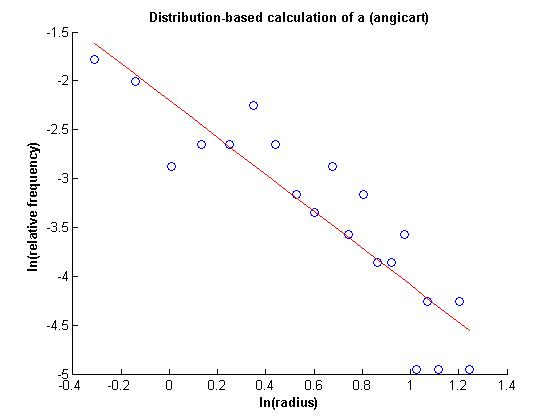 Distribution-based calculation of a (angicart)
-1.5
-2
-2.5
-3
-3.5
-4
-4.5
-5
ln(relative frequency)
-0.4 -0.2 0 0.2 0.4 0.6 0.8 1 1.2 1.4
ln(radius)